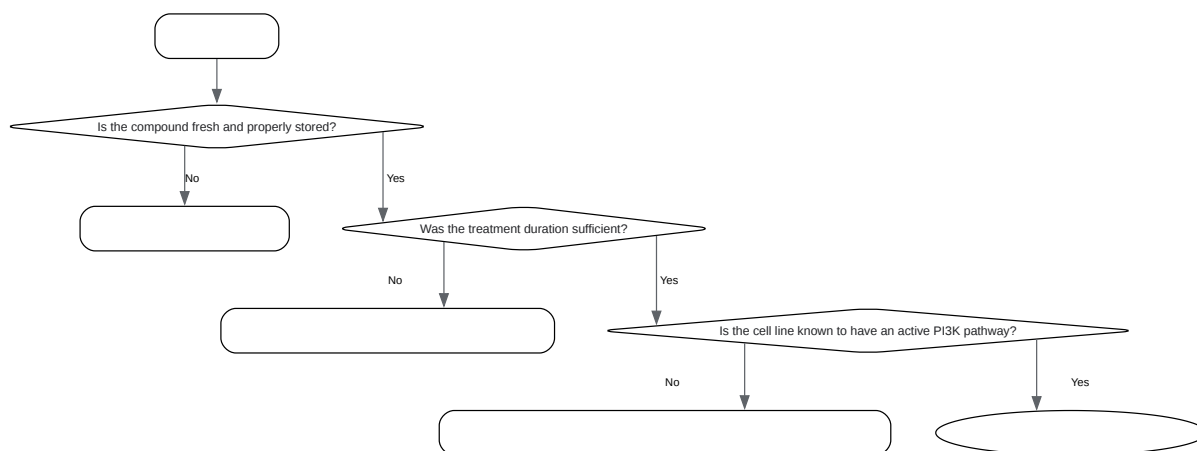 Is the compound fresh and properly stored?
No
Yes
Was the treatment duration sufficient?
No
Yes
Is the cell line known to have an active PI3K pathway?
No
Yes